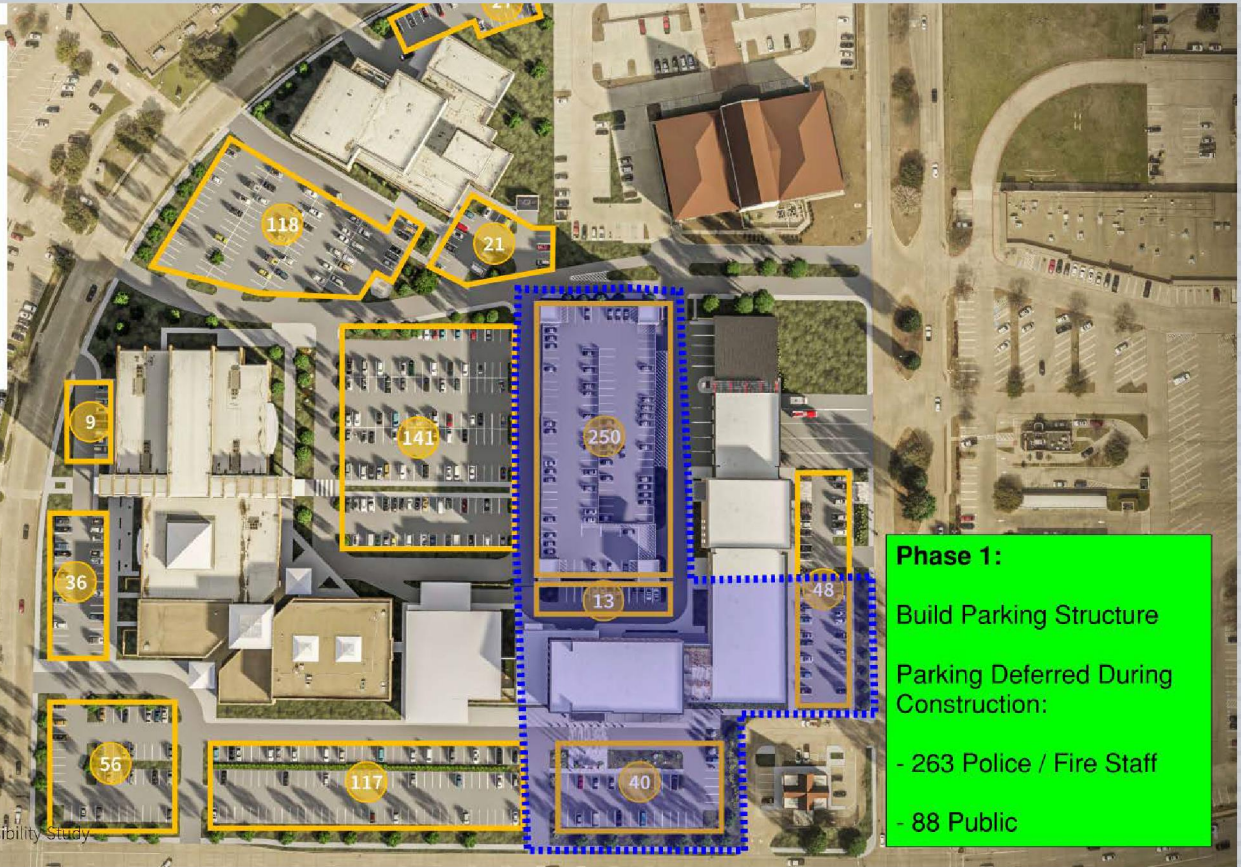 27
118
21
9
141
250
36
13
48
56
117
40
Phase 1:
Build Parking Structure
Parking Deferred During
Construction:
- 263 Police / Fire Staff
- 88 Public
Study